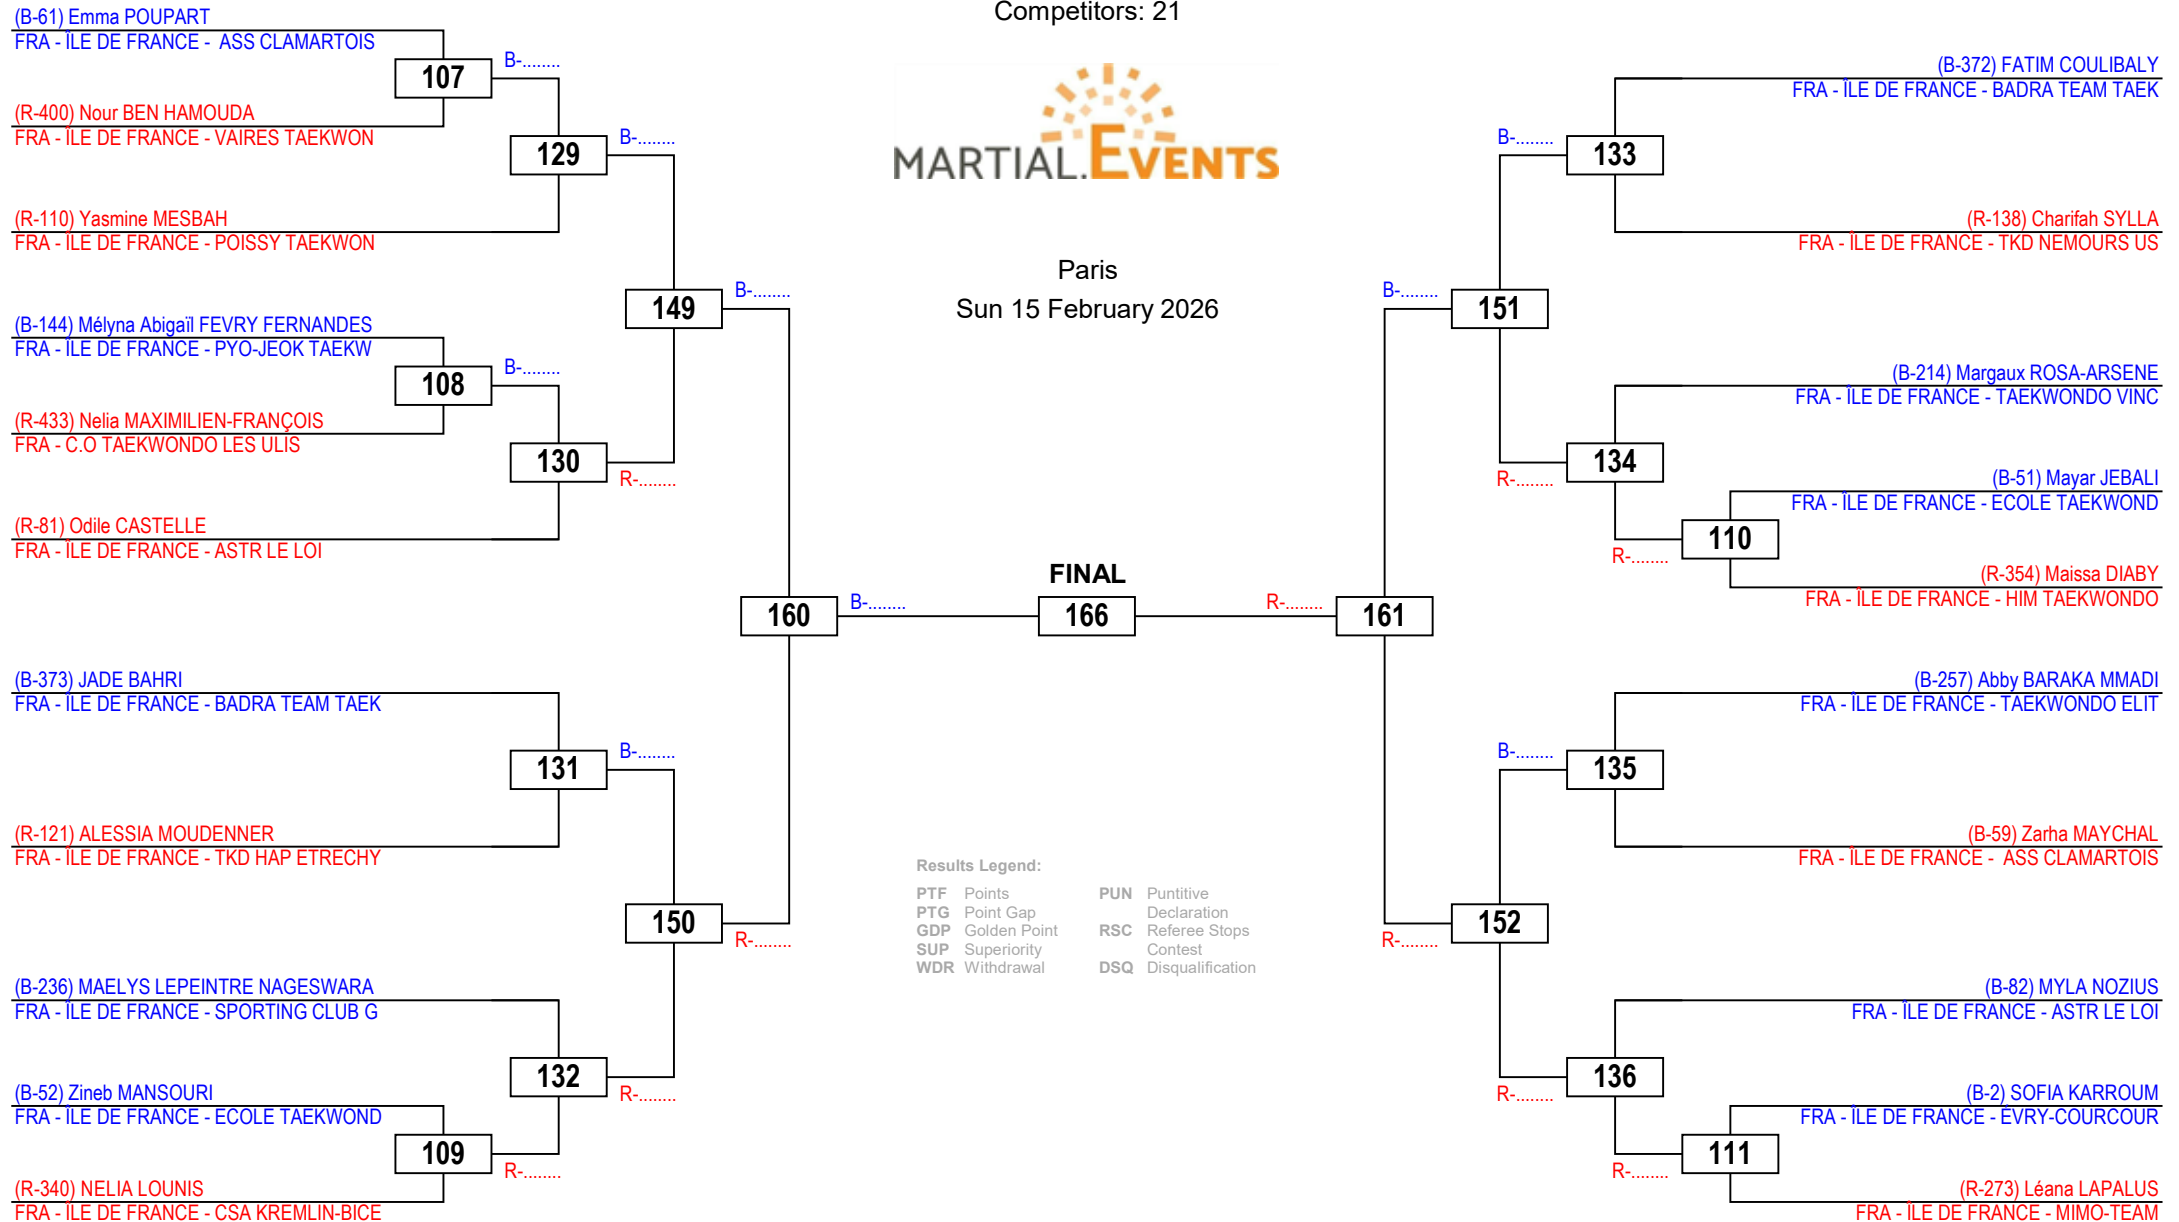 Competitors: 21
MARTIAL.EVENTS
Paris
Sun 15 February 2026
(B-61) Emma POUPART
FRA - ÎLE DE FRANCE - ASS CLAMARTOIS
107
B-........
(R-400) Nour BEN HAMOUDA
FRA - ÎLE DE FRANCE - VAIRES TAEKWON
129
B-........
(R-110) Yasmine MESBAH
FRA - ÎLE DE FRANCE - POISSY TAEKWON
149
B-........
(B-144) Mélyna Abigaïl FEVRY FERNANDES
FRA - ÎLE DE FRANCE - PYO-JEOK TAEKW
108
B-........
(R-433) Nelia MAXIMILIEN-FRANÇOIS
FRA - C.O TAEKWONDO LES ULIS
130
R-........
(R-81) Odile CASTELLE
FRA - ÎLE DE FRANCE - ASTR LE LOI
160
B-........
(B-373) JADE BAHRI
FRA - ÎLE DE FRANCE - BADRA TEAM TAEK
131
B-........
(R-121) ALESSIA MOUDENNER
FRA - ÎLE DE FRANCE - TKD HAP ETRECHY
150
R-........
(B-236) MAELYS LEPEINTRE NAGESWARA
FRA - ÎLE DE FRANCE - SPORTING CLUB G
132
R-........
(B-52) Zineb MANSOURI
FRA - ÎLE DE FRANCE - ECOLE TAEKWOND
109
R-........
(R-340) NELIA LOUNIS
FRA - ÎLE DE FRANCE - CSA KREMLIN-BICE
FINAL
166
(B-372) FATIM COULIBALY
FRA - ÎLE DE FRANCE - BADRA TEAM TAEK
B-........
133
(R-138) Charifah SYLLA
FRA - ÎLE DE FRANCE - TKD NEMOURS US
B-........
151
(B-214) Margaux ROSA-ARSENE
FRA - ÎLE DE FRANCE - TAEKWONDO VINC
134
R-........
(B-51) Mayar JEBALI
FRA - ÎLE DE FRANCE - ECOLE TAEKWOND
110
R-........
(R-354) Maissa DIABY
FRA - ÎLE DE FRANCE - HIM TAEKWONDO
R-........
161
(B-257) Abby BARAKA MMADI
FRA - ÎLE DE FRANCE - TAEKWONDO ELIT
B-........
135
(B-59) Zarha MAYCHAL
FRA - ÎLE DE FRANCE - ASS CLAMARTOIS
152
R-........
(B-82) MYLA NOZIUS
FRA - ÎLE DE FRANCE - ASTR LE LOI
136
R-........
(B-2) SOFIA KARROUM
FRA - ÎLE DE FRANCE - ÉVRY-COURCOUR
111
R-........
(R-273) Léana LAPALUS
FRA - ÎLE DE FRANCE - MIMO-TEAM
Results Legend:
PTF Points
PTG Point Gap
GDP Golden Point
SUP Superiority
WDR Withdrawal
PUN Puntitive
Declaration
RSC Referee Stops
Contest
DSQ Disqualification